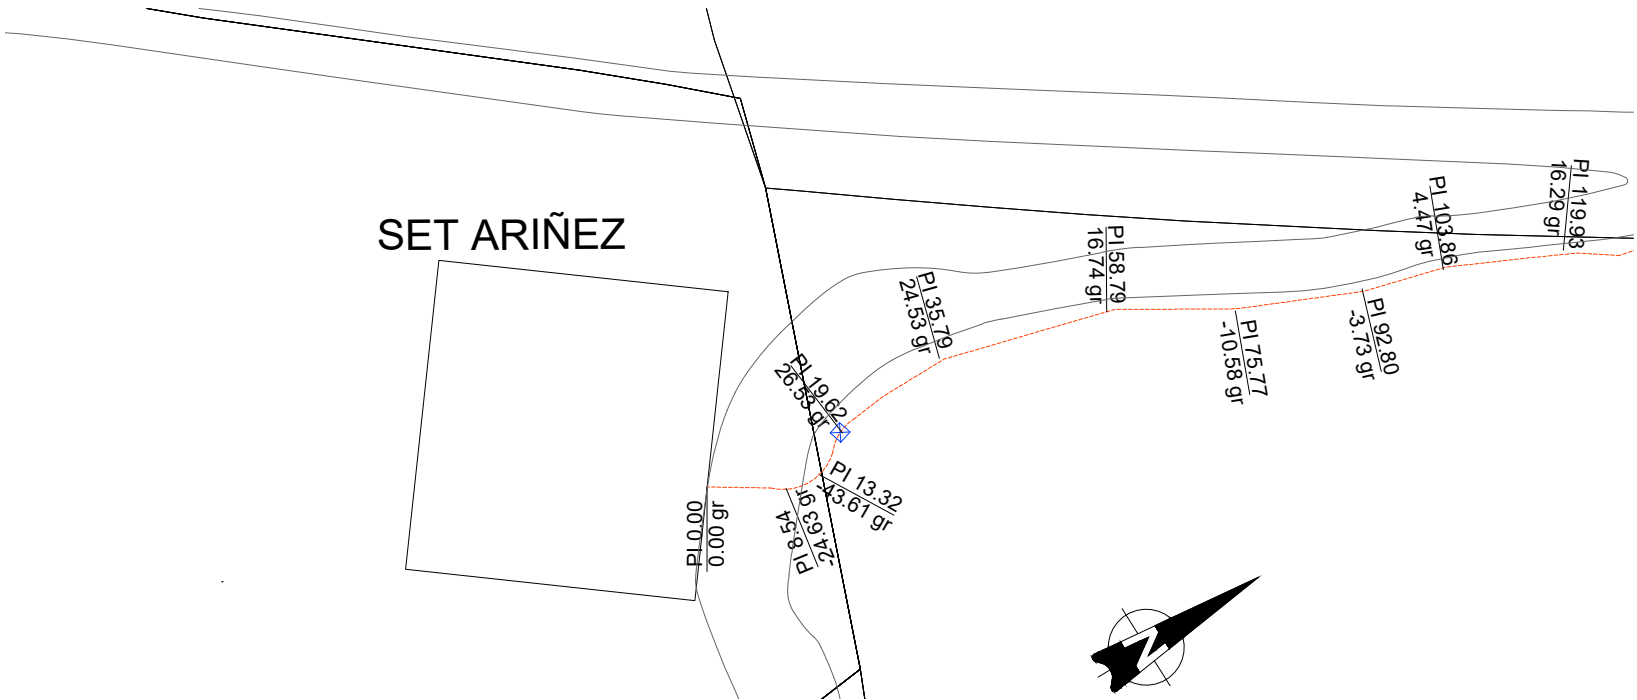 SET ARIÑEZ
PI 0.00
0.00 gr
PI 8.54
-24.63 gr
PI 13.32
-43.61 gr
PI 19.62
26.53 gr
PI 35.79
24.53 gr
PI 58.79
16.74 gr
PI 75.77
-10.58 gr
PI 92.80
-3.73 gr
PI 103.86
4.47 gr
PI 119.93
16.29 gr
N